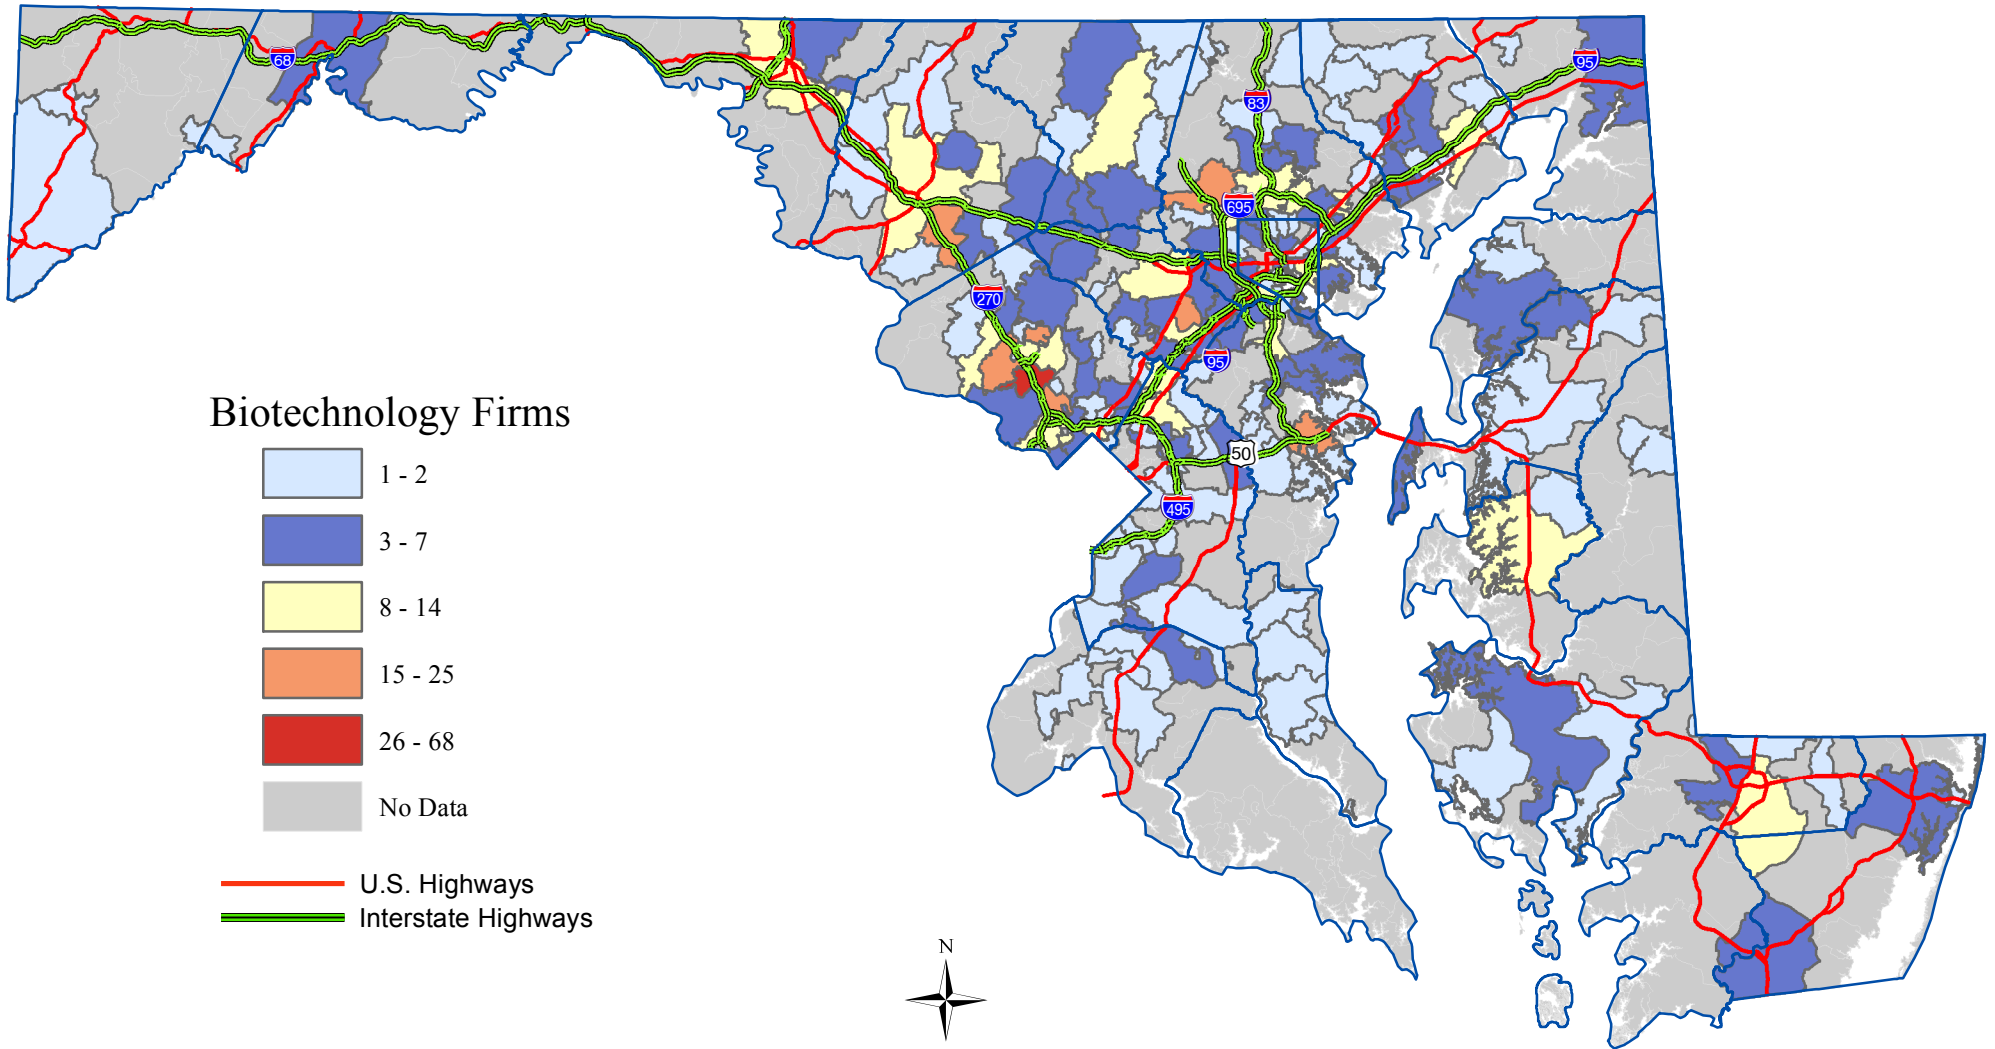 68
95
83
695
270
95
50
495
Biotechnology Firms
1 - 2
3 - 7
8 - 14
15 - 25
26 - 68
No Data
U.S. Highways
Interstate Highways
N